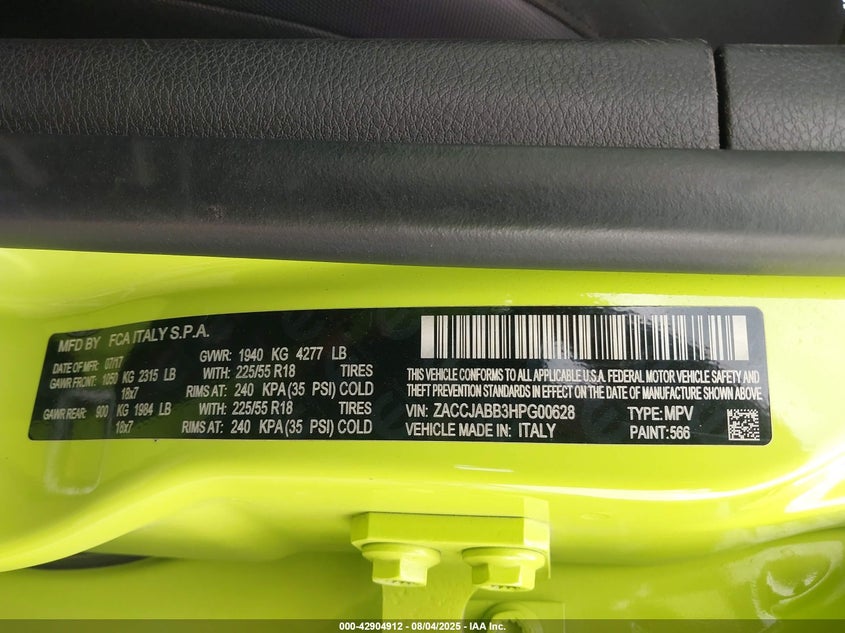 MFD BY FCA ITALY S.P.A.
DATE OF MFR: 07/17 GVWR: 1940 KG 4277 LB
GAWR FRONT: 1050 KG 2315 LB WITH: 225/55 R18 TIRES
18x7 RIMS AT: 240 KPA(35 PSI) COLD
GAWR REAR: 900 KG 1984 LB WITH: 225/55 R18 TIRES
18x7 RIMS AT: 240 KPA(35 PSI) COLD
THIS VEHICLE CONFORMS TO ALL APPLICABLE U.S.A. FEDERAL MOTOR VEHICLE SAFETY AND
THEFT PREVENTION STANDARDS IN EFFECT ON THE DATE OF MANUFACTURE SHOWN ABOVE
VIN: ZACCJABB3HPG00628 TYPE: MPV
VEHICLE MADE IN: ITALY PAINT:566
000-42904912 - 08/04/2025 - IAA Inc.